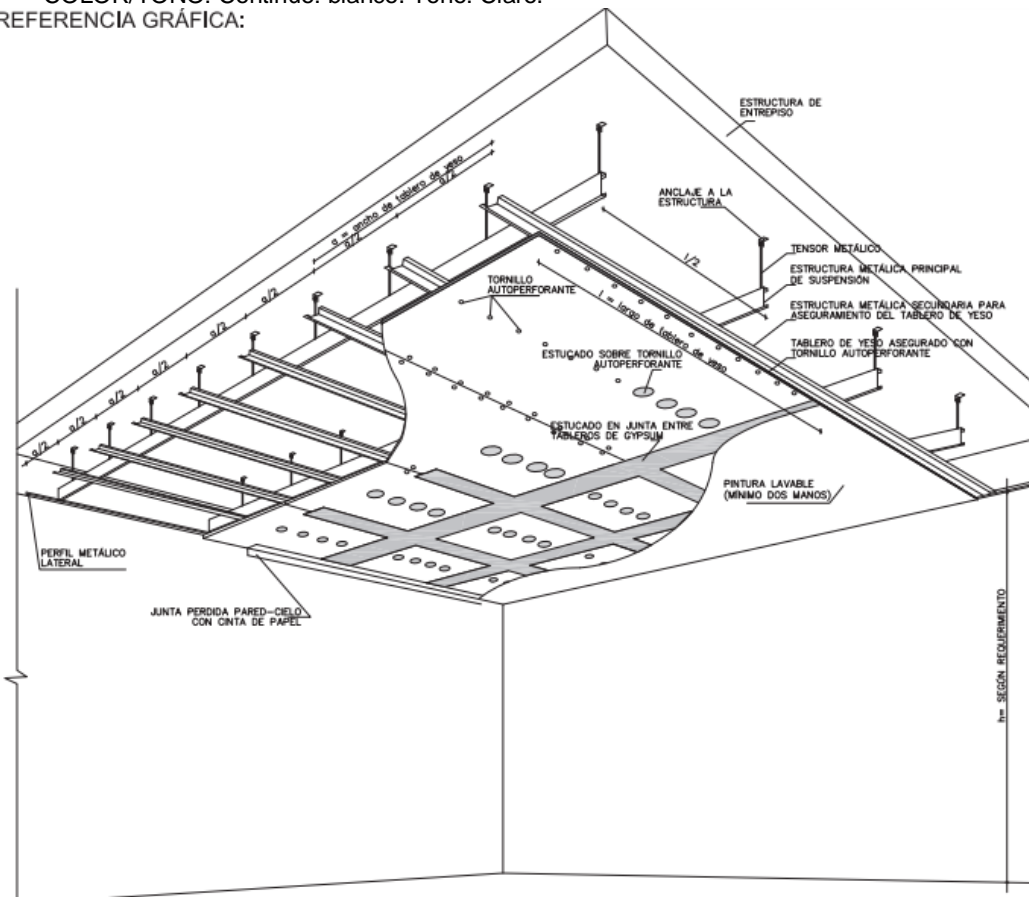 COLOR/TONO: Continuo: blanco. Tono: Claro.
REFERENCIA GRÁFICA:
ESTRUCTURA DE
ENTREPISO
a = ancho de tablero de yeso
a/2
a/2
ANCLAJE A LA
ESTRUCTURA
TENSOR METÁLICO
ESTRUCTURA METÁLICA PRINCIPAL
DE SUSPENSIÓN
l/2
TORNILLO
AUTOPERFORANTE
l = largo de tablero de yeso
ESTRUCTURA METÁLICA SECUNDARIA PARA
ASEGURAMIENTO DEL TABLERO DE YESO
TABLERO DE YESO ASEGURADO CON
TORNILLO AUTOPERFORANTE
ESTUCADO SOBRE TORNILLO
AUTOPERFORANTE
a/2
a/2
a/2
a/2
a/2
a/2
a/2
ESTUCADO EN JUNTA ENTRE
TABLEROS DE GYPSUM
PINTURA LAVABLE
(MÍNIMO DOS MANOS)
PERFIL METÁLICO
LATERAL
JUNTA PERDIDA PARED-CIELO
CON CINTA DE PAPEL
h= SEGÚN REQUERIMIENTO